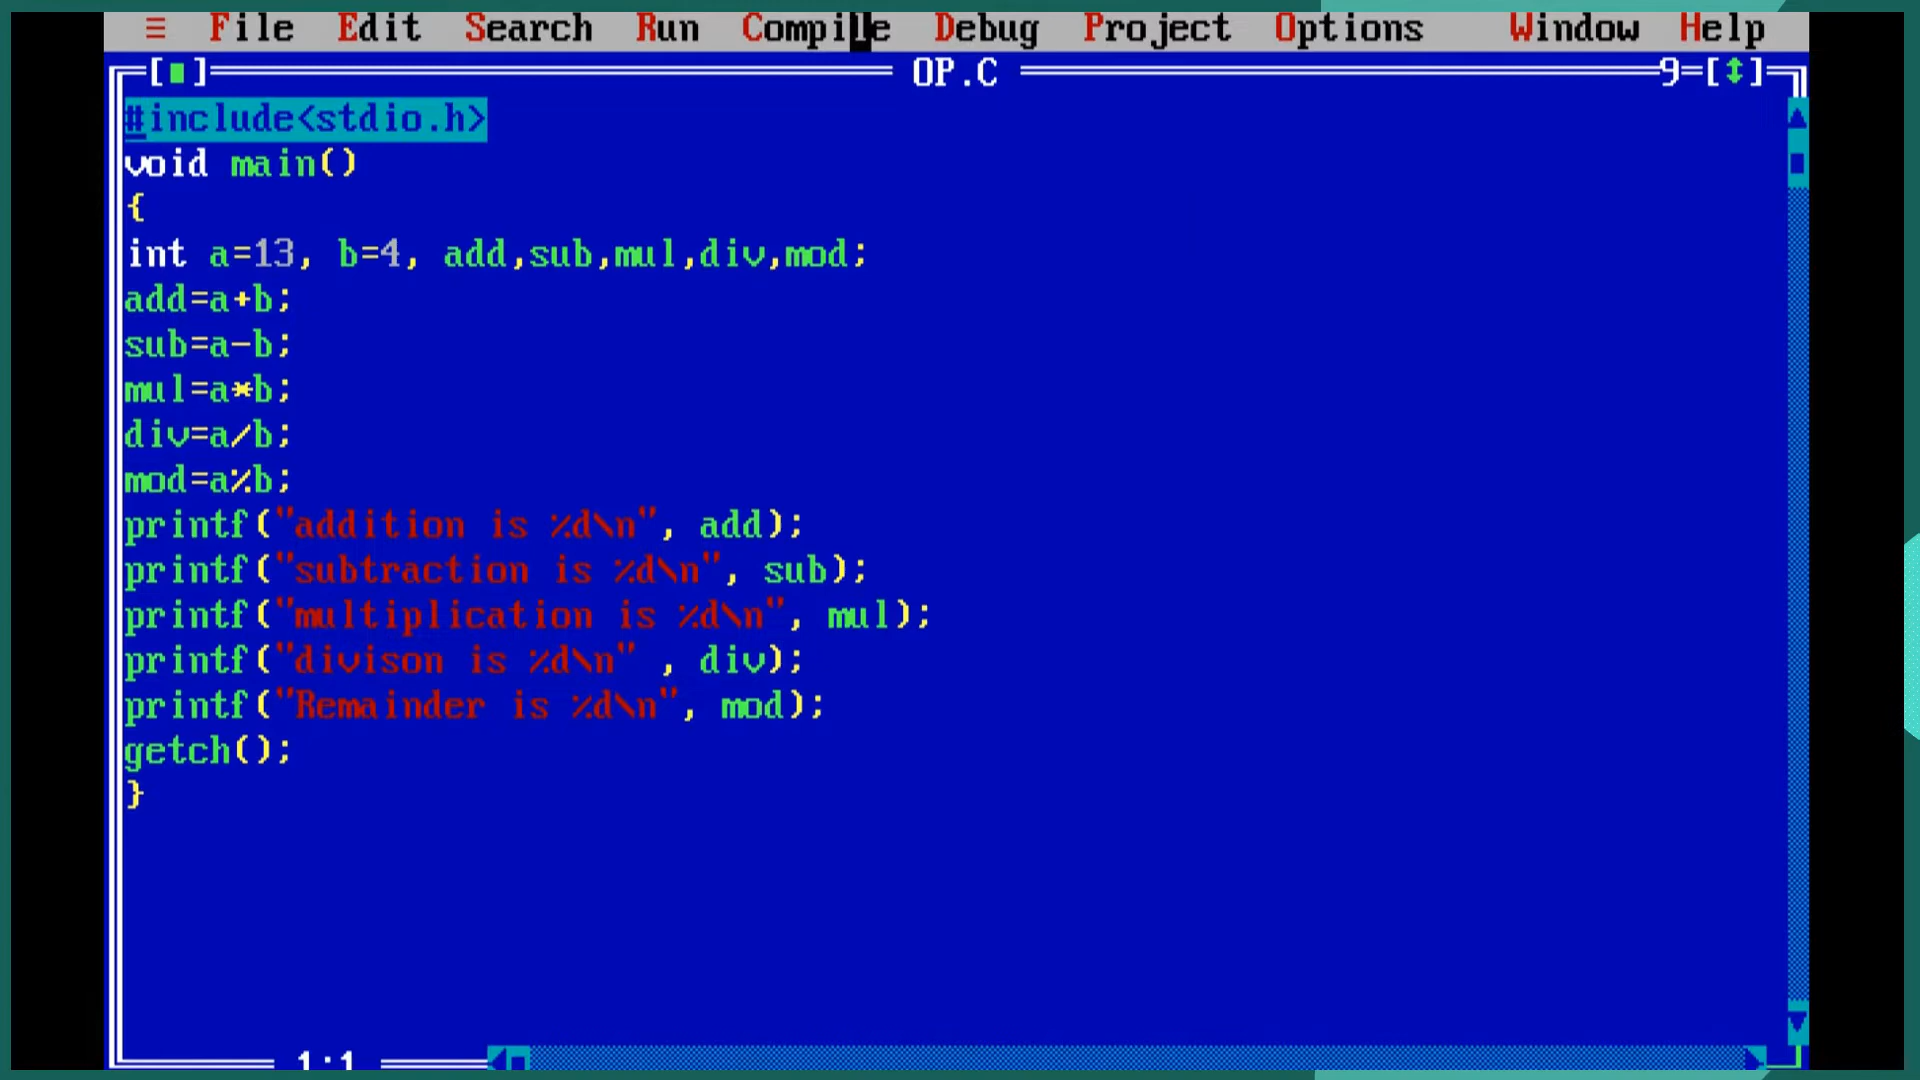 ≡ File Edit Search Run Compile Debug Project Options Window Help
[■] OP.C 9=[↕]
#include<stdio.h>
void main()
{
int a=13, b=4, add,sub,mul,div,mod;
add=a+b;
sub=a-b;
mul=a*b;
div=a/b;
mod=a%b;
printf("addition is %d\n", add);
printf("subtraction is %d\n", sub);
printf("multiplication is %d\n", mul);
printf("divison is %d\n" , div);
printf("Remainder is %d\n", mod);
getch();
}
1:1